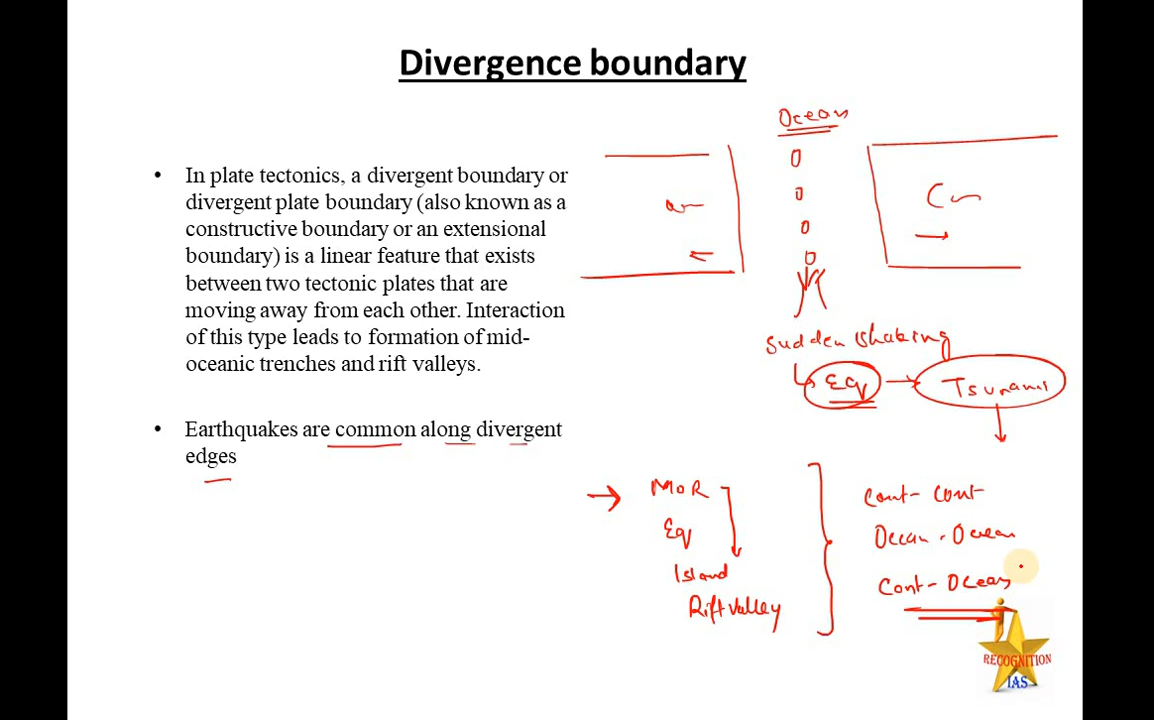 Divergence boundary
• In plate tectonics, a divergent boundary or
divergent plate boundary (also known as a
constructive boundary or an extensional
boundary) is a linear feature that exists
between two tectonic plates that are
moving away from each other. Interaction
of this type leads to formation of mid-
oceanic trenches and rift valleys.
• Earthquakes are common along divergent
edges
Ocean
Sudden shaking
Eq
Tsunami
MOR
Eq
Island
Rift valley
Cont- Cont
Ocean - Ocean
Cont- Ocean
RECOGNITION
IAS